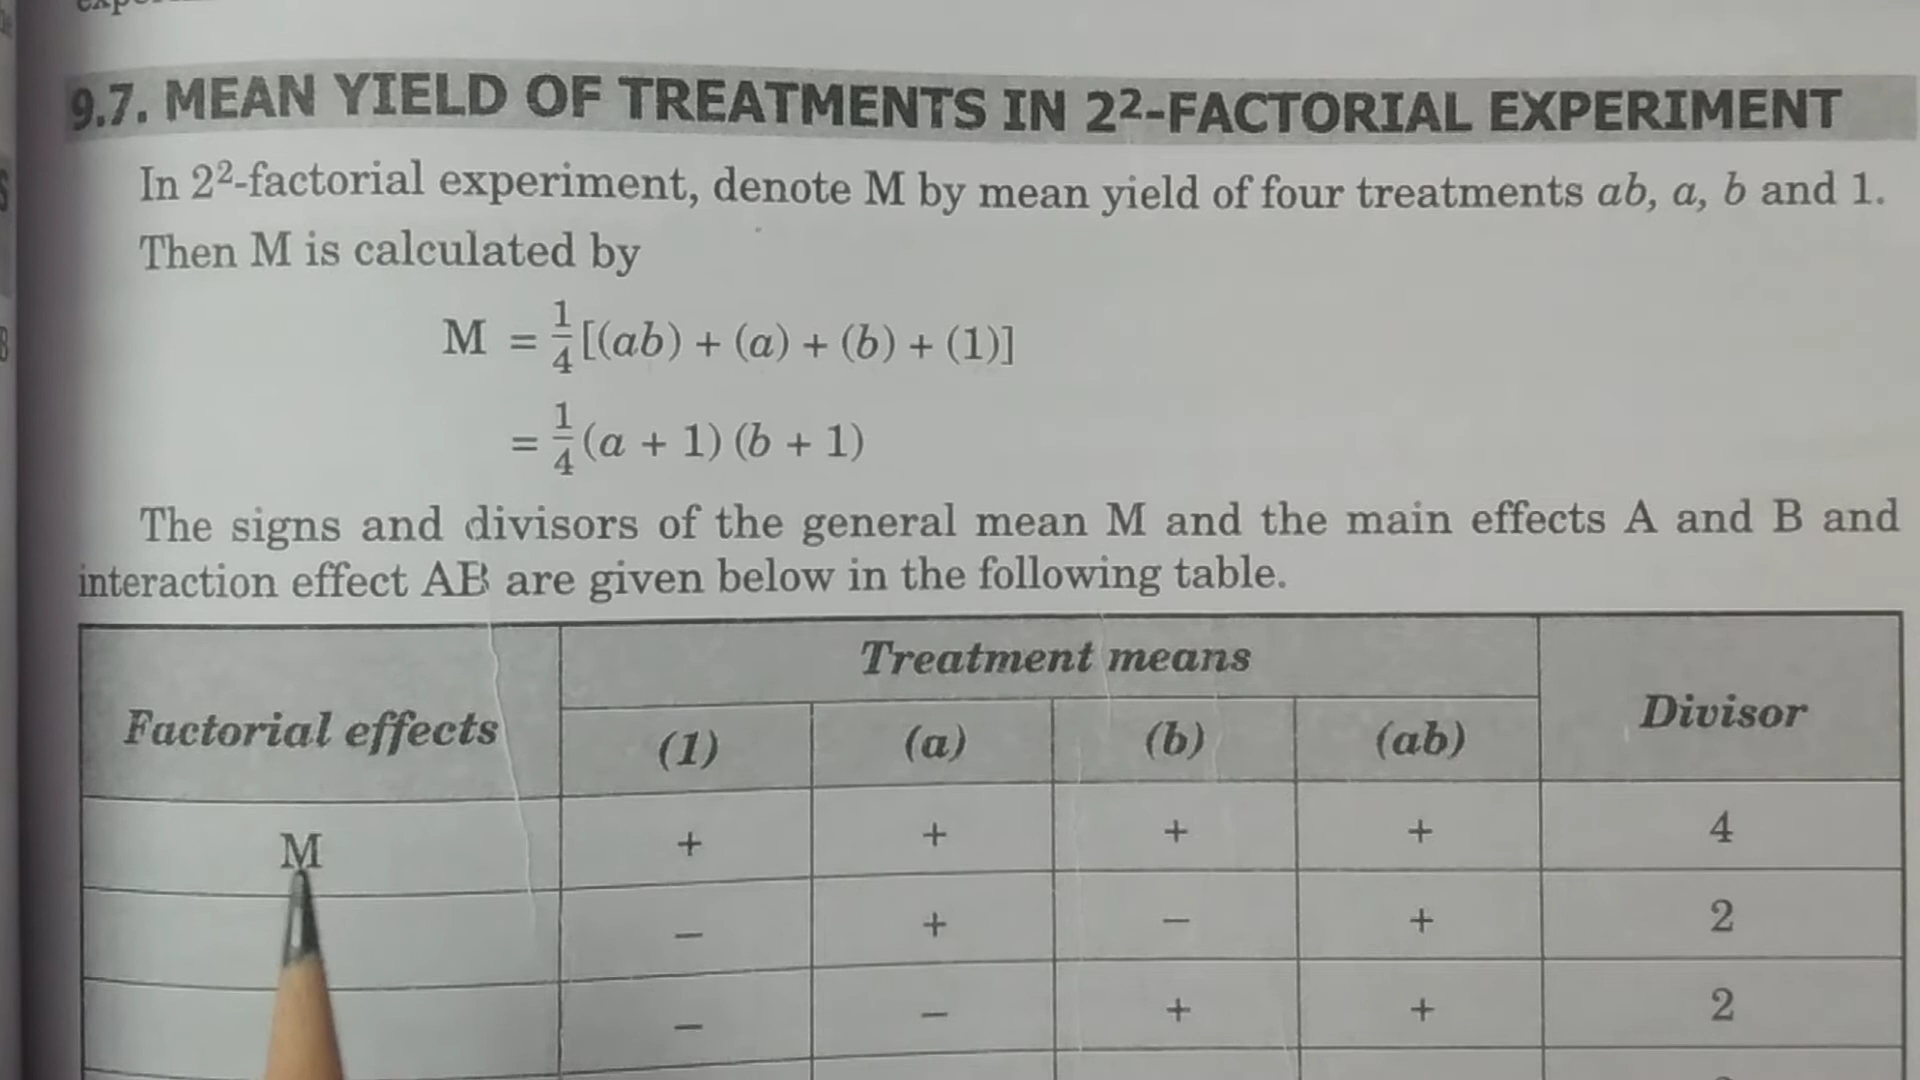 9.7. MEAN YIELD OF TREATMENTS IN 2²-FACTORIAL EXPERIMENT
In 2²-factorial experiment, denote M by mean yield of four treatments ab, a, b and 1.
Then M is calculated by
M = 1/4 [(ab) + (a) + (b) + (1)]
= 1/4 (a + 1) (b + 1)
The signs and divisors of the general mean M and the main effects A and B and
interaction effect AB are given below in the following table.
Factorial effects Treatment means Divisor
(1) (a) (b) (ab)
M + + + + 4
– + – + 2
– – + + 2